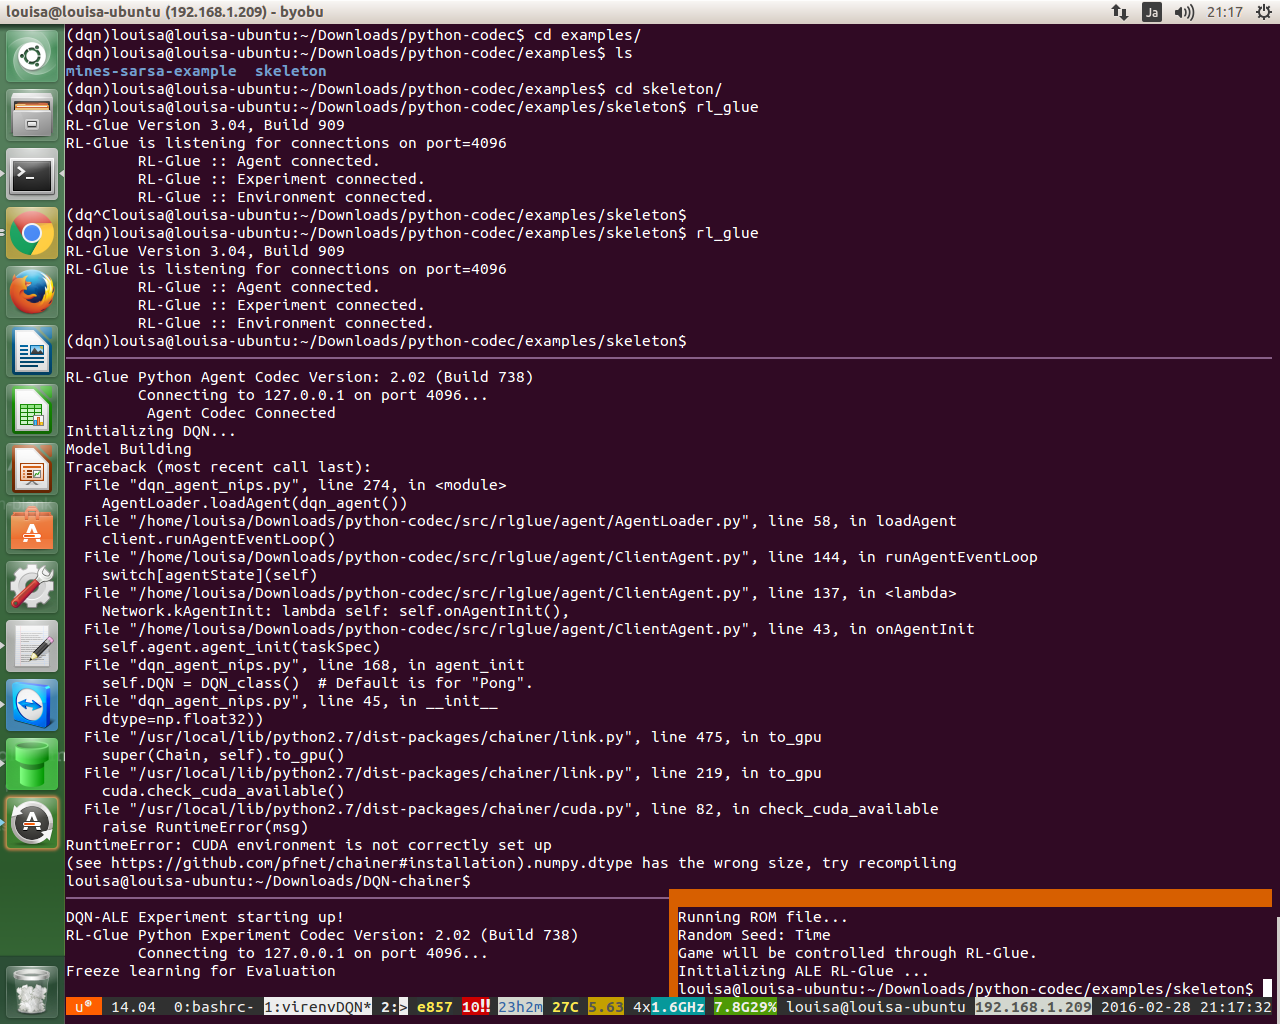 louisa@louisa-ubuntu (192.168.1.209) - byobu
Ja
21:17
(dqn)louisa@louisa-ubuntu:~/Downloads/python-codec$ cd examples/
(dqn)louisa@louisa-ubuntu:~/Downloads/python-codec/examples$ ls
mines-sarsa-example  skeleton
(dqn)louisa@louisa-ubuntu:~/Downloads/python-codec/examples$ cd skeleton/
(dqn)louisa@louisa-ubuntu:~/Downloads/python-codec/examples/skeleton$ rl_glue
RL-Glue Version 3.04, Build 909
RL-Glue is listening for connections on port=4096
        RL-Glue :: Agent connected.
        RL-Glue :: Experiment connected.
        RL-Glue :: Environment connected.
(dq^Clouisa@louisa-ubuntu:~/Downloads/python-codec/examples/skeleton$
(dqn)louisa@louisa-ubuntu:~/Downloads/python-codec/examples/skeleton$ rl_glue
RL-Glue Version 3.04, Build 909
RL-Glue is listening for connections on port=4096
        RL-Glue :: Agent connected.
        RL-Glue :: Experiment connected.
        RL-Glue :: Environment connected.
(dqn)louisa@louisa-ubuntu:~/Downloads/python-codec/examples/skeleton$
RL-Glue Python Agent Codec Version: 2.02 (Build 738)
        Connecting to 127.0.0.1 on port 4096...
         Agent Codec Connected
Initializing DQN...
Model Building
Traceback (most recent call last):
  File "dqn_agent_nips.py", line 274, in <module>
    AgentLoader.loadAgent(dqn_agent())
  File "/home/louisa/Downloads/python-codec/src/rlglue/agent/AgentLoader.py", line 58, in loadAgent
    client.runAgentEventLoop()
  File "/home/louisa/Downloads/python-codec/src/rlglue/agent/ClientAgent.py", line 144, in runAgentEventLoop
    switch[agentState](self)
  File "/home/louisa/Downloads/python-codec/src/rlglue/agent/ClientAgent.py", line 137, in <lambda>
    Network.kAgentInit: lambda self: self.onAgentInit(),
  File "/home/louisa/Downloads/python-codec/src/rlglue/agent/ClientAgent.py", line 43, in onAgentInit
    self.agent.agent_init(taskSpec)
  File "dqn_agent_nips.py", line 168, in agent_init
    self.DQN = DQN_class()  # Default is for "Pong".
  File "dqn_agent_nips.py", line 45, in __init__
    dtype=np.float32))
  File "/usr/local/lib/python2.7/dist-packages/chainer/link.py", line 475, in to_gpu
    super(Chain, self).to_gpu()
  File "/usr/local/lib/python2.7/dist-packages/chainer/link.py", line 219, in to_gpu
    cuda.check_cuda_available()
  File "/usr/local/lib/python2.7/dist-packages/chainer/cuda.py", line 82, in check_cuda_available
    raise RuntimeError(msg)
RuntimeError: CUDA environment is not correctly set up
(see https://github.com/pfnet/chainer#installation).numpy.dtype has the wrong size, try recompiling
louisa@louisa-ubuntu:~/Downloads/DQN-chainer$
DQN-ALE Experiment starting up!
RL-Glue Python Experiment Codec Version: 2.02 (Build 738)
        Connecting to 127.0.0.1 on port 4096...
Freeze learning for Evaluation
Running ROM file...
Random Seed: Time
Game will be controlled through RL-Glue.
Initializing ALE RL-Glue ...
louisa@louisa-ubuntu:~/Downloads/python-codec/examples/skeleton$
u® 14.04 0:bashrc- 1:virenvDQN* 2:> e857 10!! 23h2m 27C 5.63 4x1.6GHz 7.8G29% louisa@louisa-ubuntu 192.168.1.209 2016-02-28 21:17:32